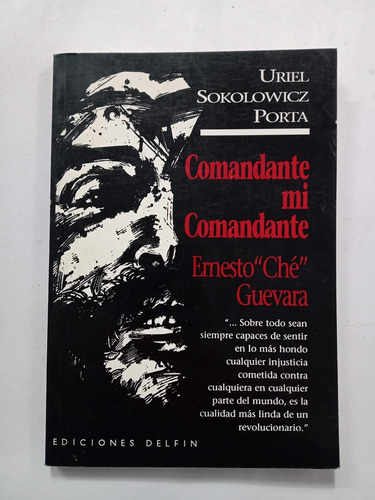 URIEL
SOKOLOWICZ
PORTA
Comandante
mi
Comandante
Ernesto "Ché"
Guevara
"... Sobre todo sean
siempre capaces de sentir
en lo más hondo
cualquier injusticia
cometida contra
cualquiera en cualquier
parte del mundo, es la
cualidad más linda de un
revolucionario."
EDICIONES DELFIN